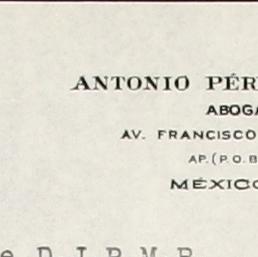 ANTONIO PÉR
ABOGA
AV. FRANCISCO
AP. (P.O.B
MÉXICO